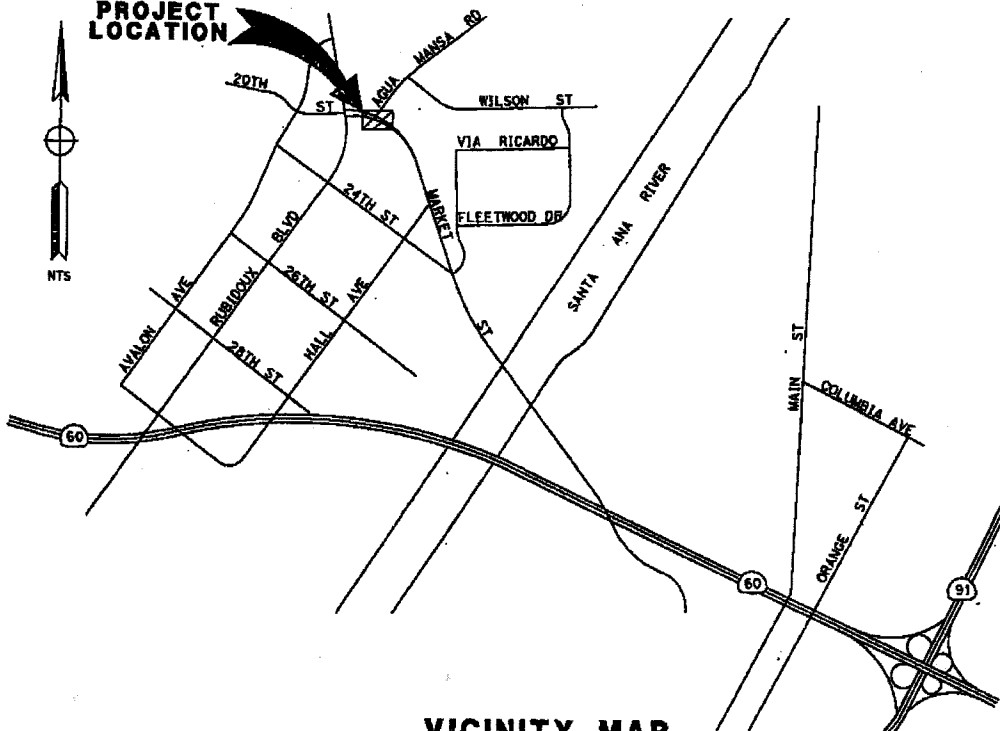 PROJECT
LOCATION
20TH
ST
AGUA MANSA RD
WILSON ST
VIA RICARDO
FLEETWOOD DR
MARKET
ST
24TH ST
26TH ST
28TH ST
AVALON AVE
RUBIDOUX BLVD
HALL AVE
SANTA ANA RIVER
MAIN ST
COLUMBIA AVE
ORANGE ST
60
60
91
NTS
VICINITY MAP